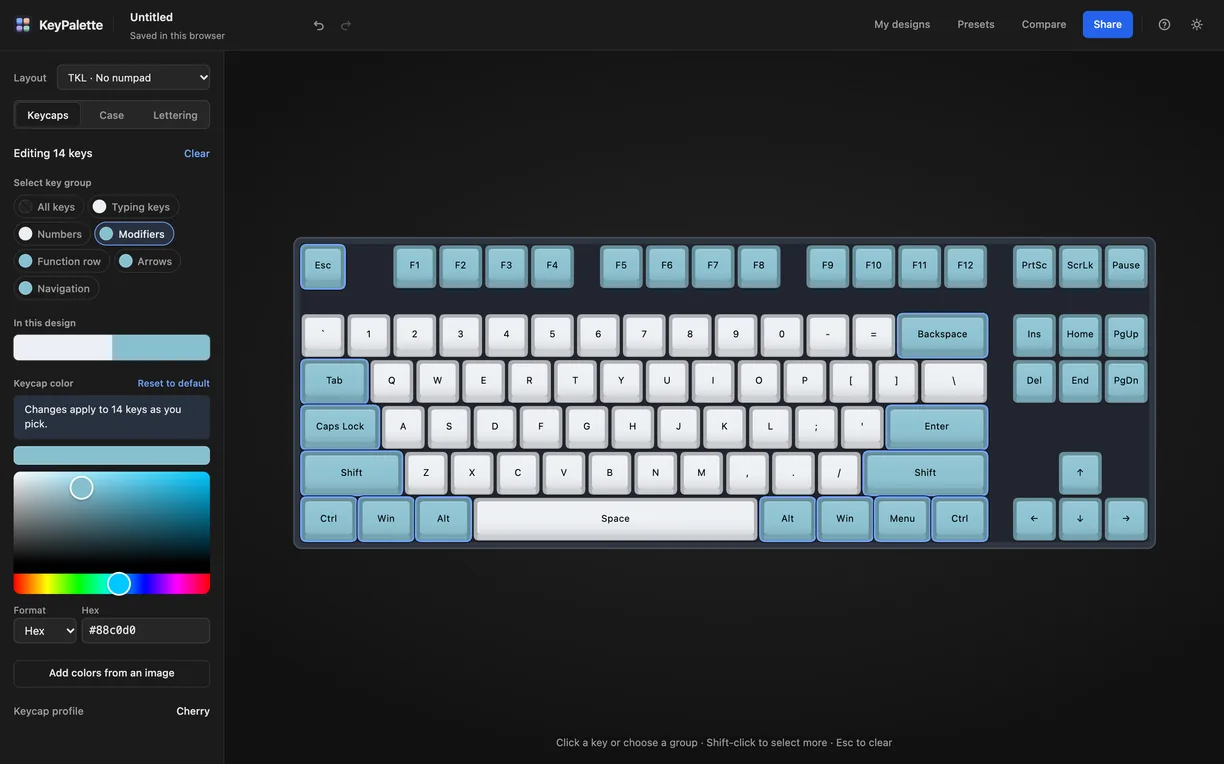 KeyPalette
Untitled
Saved in this browser
My designs
Presets
Compare
Share
Layout
TKL · No numpad
Keycaps
Case
Lettering
Editing 14 keys
Clear
Select key group
All keys
Typing keys
Numbers
Modifiers
Function row
Arrows
Navigation
In this design
Keycap color
Reset to default
Changes apply to 14 keys as you
pick.
Format
Hex
Hex
#88c0d0
Add colors from an image
Keycap profile
Cherry
Esc F1 F2 F3 F4 F5 F6 F7 F8 F9 F10 F11 F12 PrtSc ScrLk Pause
` 1 2 3 4 5 6 7 8 9 0 - = Backspace Ins Home PgUp
Tab Q W E R T Y U I O P [ ] \ Del End PgDn
Caps Lock A S D F G H J K L ; ' Enter
Shift Z X C V B N M , . / Shift ↑
Ctrl Win Alt Space Alt Win Menu Ctrl ← ↓ →
Click a key or choose a group · Shift-click to select more · Esc to clear